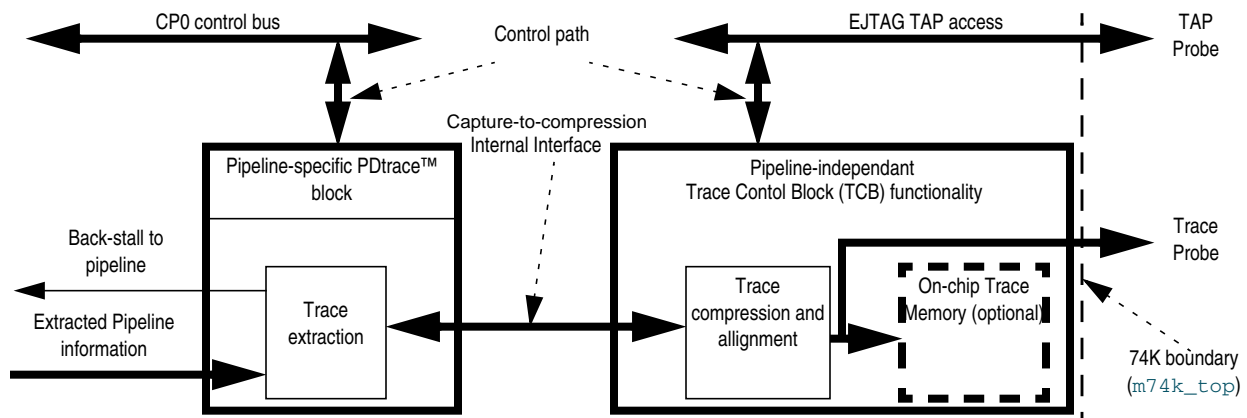 CP0 control bus
Control path
EJTAG TAP access
TAP
Probe
Capture-to-compression
Internal Interface
Pipeline-specific PDtrace™
block
Pipeline-independant
Trace Contol Block (TCB) functionality
Back-stall to
pipeline
Trace
Probe
Trace
extraction
Trace
compression and
allignment
On-chip Trace
Memory (optional)
Extracted Pipeline
information
74K boundary
(m74k_top)